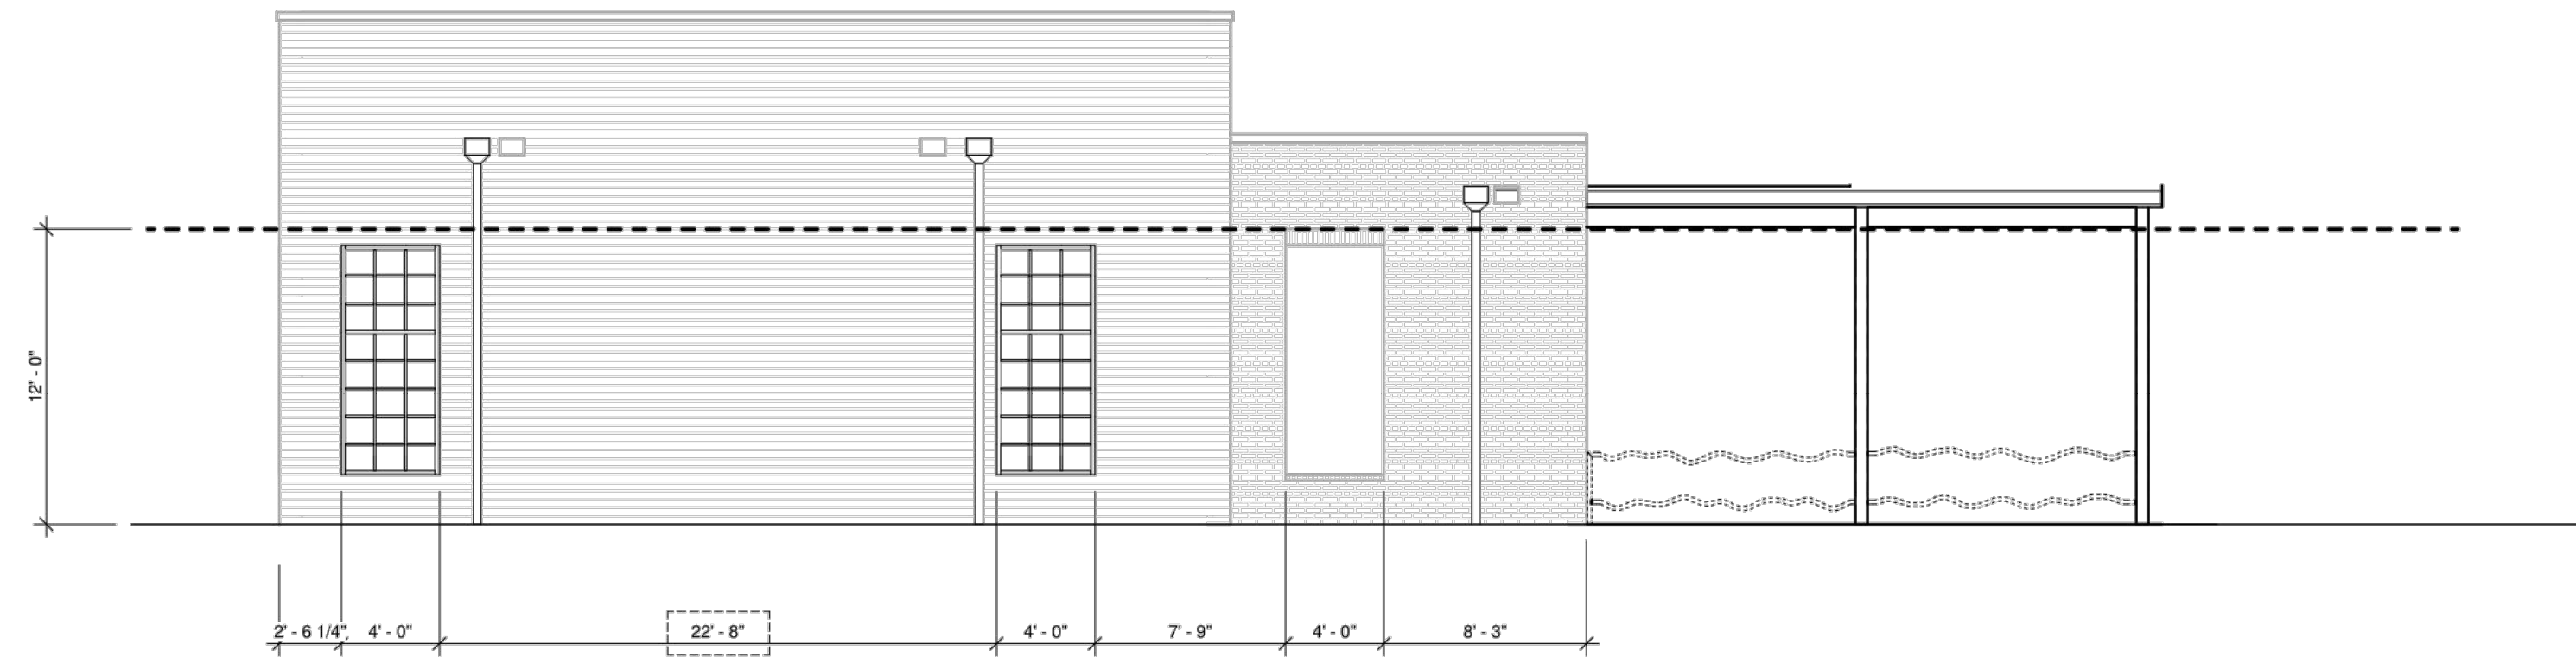 12' - 0"
2' - 6 1/4" 4' - 0" 22' - 8" 4' - 0" 7' - 9" 4' - 0" 8' - 3"